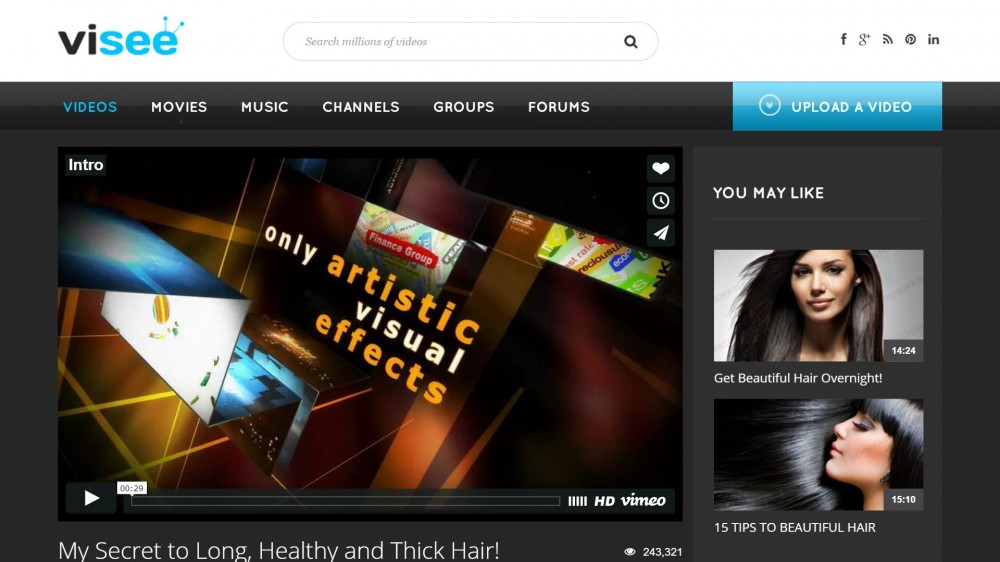 visee
Search millions of videos
f g+ in
VIDEOS MOVIES MUSIC CHANNELS GROUPS FORUMS
UPLOAD A VIDEO
Intro
only artistic
visual
effects
Finance Group
00:29
HD vimeo
My Secret to Long, Healthy and Thick Hair!
243,321
YOU MAY LIKE
14:24
Get Beautiful Hair Overnight!
15:10
15 TIPS TO BEAUTIFUL HAIR